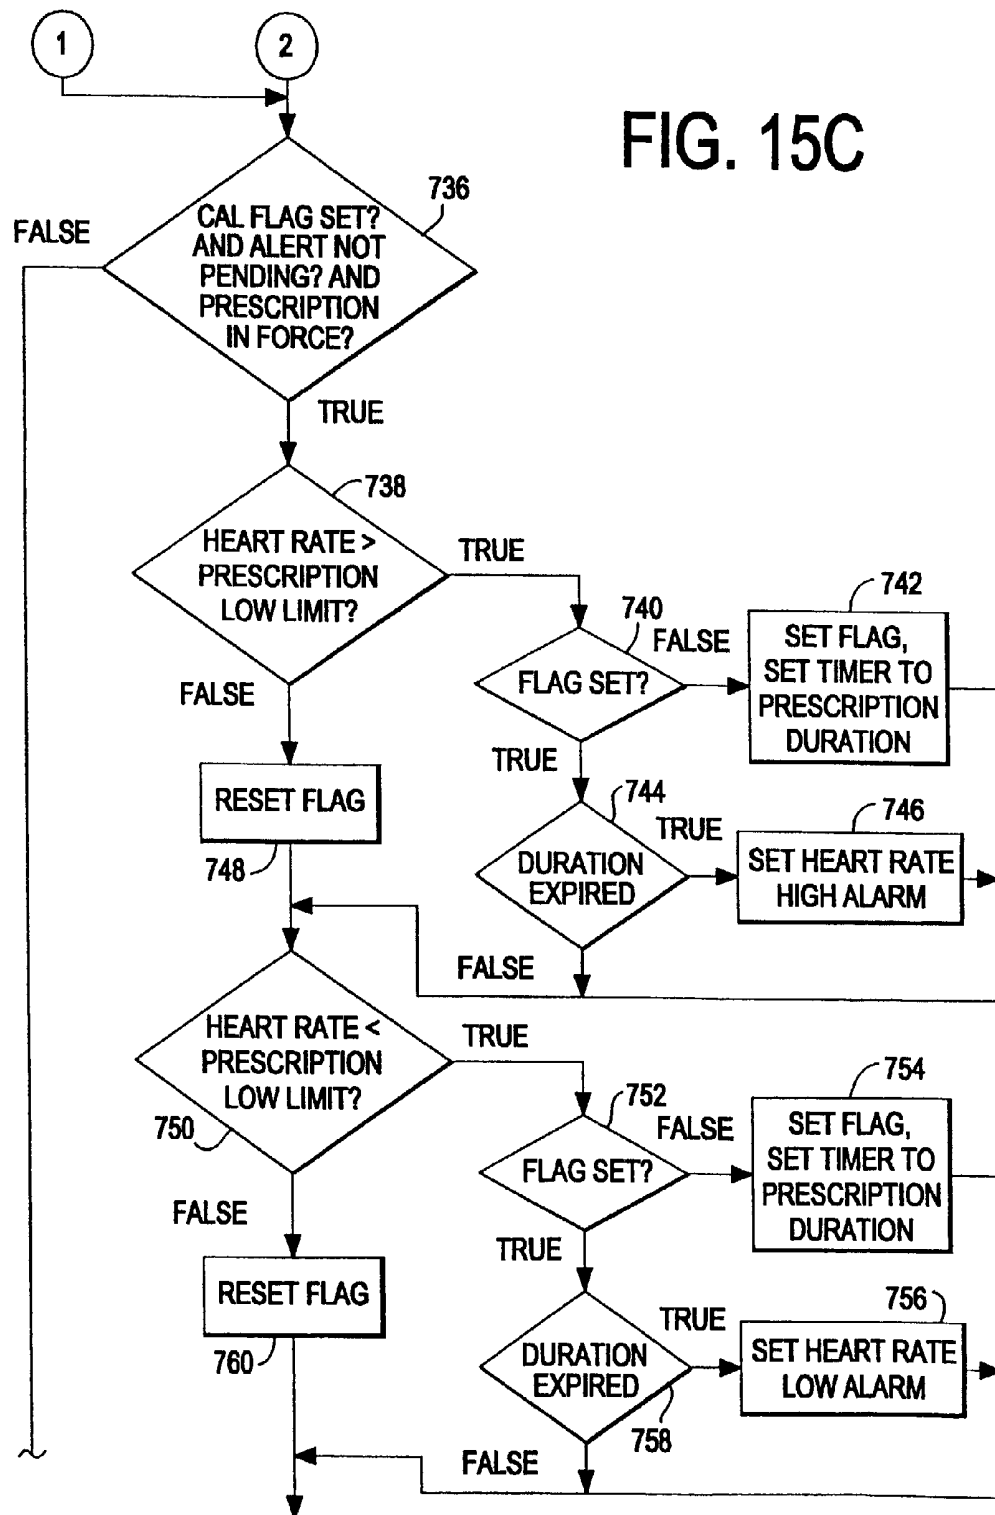 1
2
FIG. 15C
736
FALSE
CAL FLAG SET?
AND ALERT NOT
PENDING? AND
PRESCRIPTION
IN FORCE?
TRUE
738
HEART RATE >
PRESCRIPTION
LOW LIMIT?
TRUE
FALSE
740
FLAG SET?
FALSE
742
SET FLAG,
SET TIMER TO
PRESCRIPTION
DURATION
TRUE
RESET FLAG
748
744
DURATION
EXPIRED
TRUE
746
SET HEART RATE
HIGH ALARM
FALSE
HEART RATE <
PRESCRIPTION
LOW LIMIT?
750
TRUE
FALSE
752
FLAG SET?
FALSE
754
SET FLAG,
SET TIMER TO
PRESCRIPTION
DURATION
TRUE
RESET FLAG
760
DURATION
EXPIRED
758
TRUE
756
SET HEART RATE
LOW ALARM
FALSE